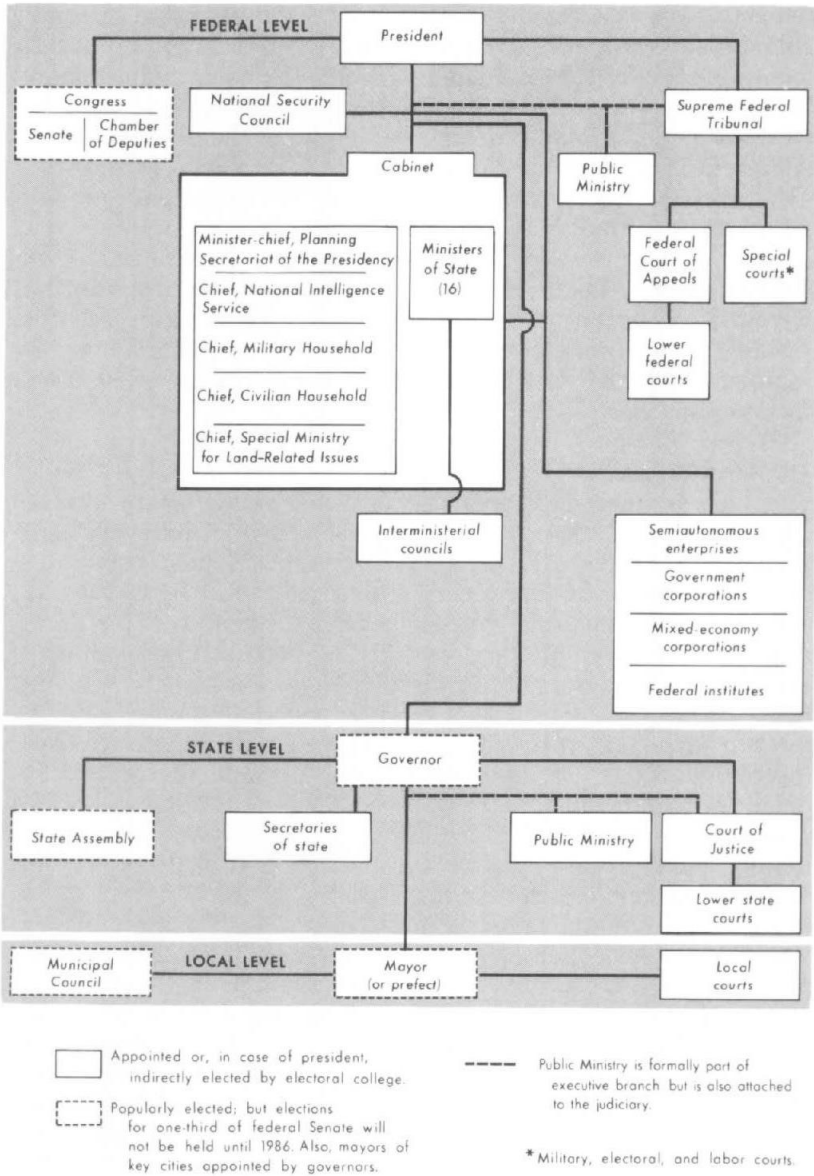 FEDERAL LEVEL
President
Congress
Senate
Chamber
of Deputies
National Security
Council
Supreme Federal
Tribunal
Public
Ministry
Cabinet
Minister-chief, Planning
Secretariat of the Presidency
Chief, National Intelligence
Service
Chief, Military Household
Chief, Civilian Household
Chief, Special Ministry
for Land-Related Issues
Ministers
of State
(16)
Federal
Court of
Appeals
Special
courts*
Lower
federal
courts
Interministerial
councils
Semiautonomous
enterprises
Government
corporations
Mixed-economy
corporations
Federal institutes
STATE LEVEL
Governor
State Assembly
Secretaries
of state
Public Ministry
Court of
Justice
Lower state
courts
LOCAL LEVEL
Municipal
Council
Mayor
(or prefect)
Local
courts
Appointed or, in case of president,
indirectly elected by electoral college.
Popularly elected; but elections
for one-third of federal Senate will
not be held until 1986. Also, mayors of
key cities appointed by governors.
Public Ministry is formally part of
executive branch but is also attached
to the judiciary.
*Military, electoral, and labor courts.